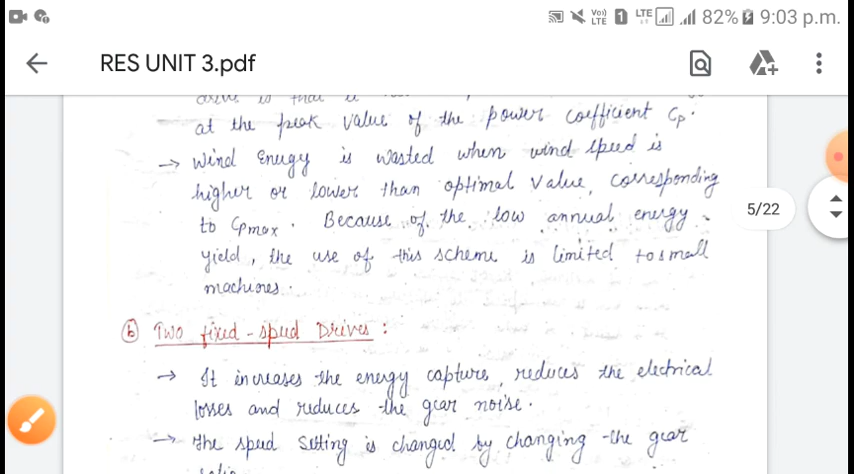 Vo) LTE 1 LTE 82% 9:03 p.m.
RES UNIT 3.pdf
at the peak value of the power coefficient Cp.
→ Wind Energy is wasted when wind speed is
higher or lower than optimal value, corresponding
to Cpmax. Because of the low annual energy
yield, the use of this scheme is limited to small
machines.
5/22
(b) Two fixed-speed Drives :
→ It increases the energy capture, reduces the electrical
losses and reduces the gear noise.
→ The speed setting is changed by changing the gear